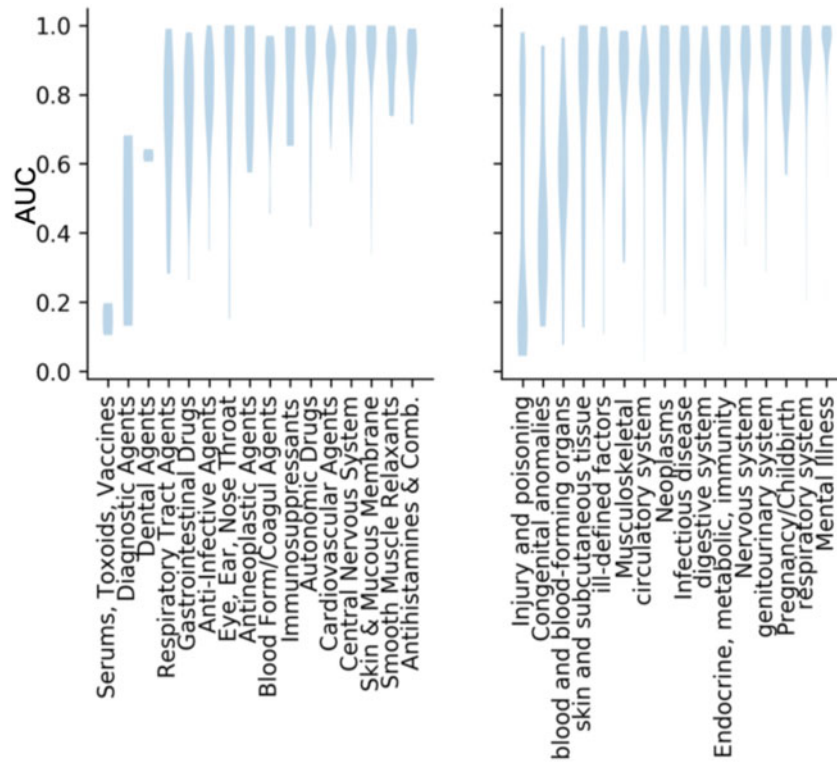 AUC
1.0
0.8
0.6
0.4
0.2
0.0
Serums, Toxoids, Vaccines
Diagnostic Agents
Dental Agents
Respiratory Tract Agents
Gastrointestinal Drugs
Anti-Infective Agents
Eye, Ear, Nose Throat
Antineoplastic Agents
Blood Form/Coagul Agents
Immunosuppressants
Autonomic Drugs
Cardiovascular Agents
Central Nervous System
Skin & Mucous Membrane
Smooth Muscle Relaxants
Antihistamines & Comb.
Injury and poisoning
Congenital anomalies
blood and blood-forming organs
skin and subcutaneous tissue
ill-defined factors
Musculoskeletal
circulatory system
Neoplasms
Infectious disease
digestive system
Endocrine, metabolic, immunity
Nervous system
genitourinary system
Pregnancy/Childbirth
respiratory system
Mental Illness